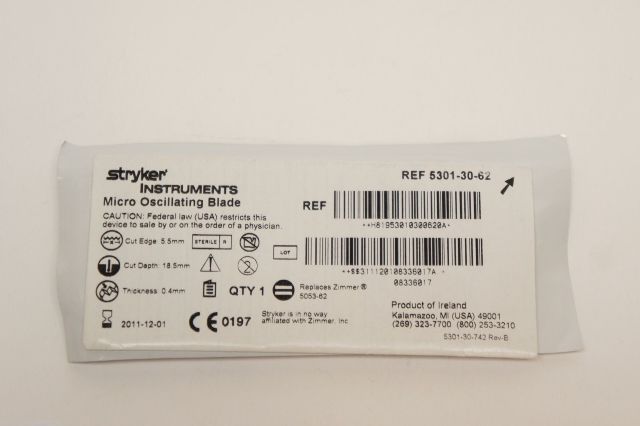 stryker®
INSTRUMENTS
REF 5301-30-62
Micro Oscillating Blade
CAUTION: Federal law (USA) restricts this
device to sale by or on the order of a physician.
REF
Cut Edge: 5.5mm
STERILE R
LOT
Cut Depth: 18.5mm
Thickness: 0.4mm
QTY 1
Replaces Zimmer®
5053-62
2011-12-01
CE 0197
Stryker is in no way
affiliated with Zimmer, Inc.
08336017
Product of Ireland
Kalamazoo, MI (USA) 49001
(269) 323-7700 (800) 253-3210
5301-30-742 Rev-B